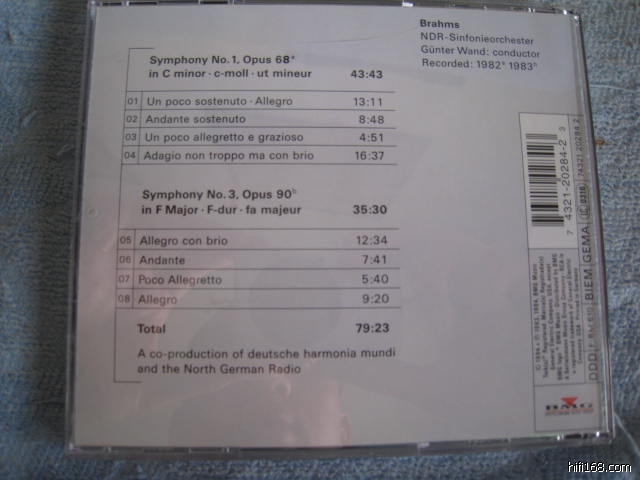 Brahms
NDR-Sinfonieorchester
Günter Wand: conductor
Recorded: 1982ᵃ 1983ᵇ
Symphony No. 1, Opus 68ᵃ
in C minor · c-moll · ut mineur 43:43
01 Un poco sostenuto · Allegro 13:11
02 Andante sostenuto 8:48
03 Un poco allegretto e grazioso 4:51
04 Adagio non troppo ma con brio 16:37
Symphony No. 3, Opus 90ᵇ
in F Major · F-dur · fa majeur 35:30
05 Allegro con brio 12:34
06 Andante 7:41
07 Poco Allegretto 5:40
08 Allegro 9:20
Total 79:23
A co-production of deutsche harmonia mundi
and the North German Radio
7 4321-20284-2 3
74321 20284 2
BIEM/GEMA
DDD
BMG
hifi168.com